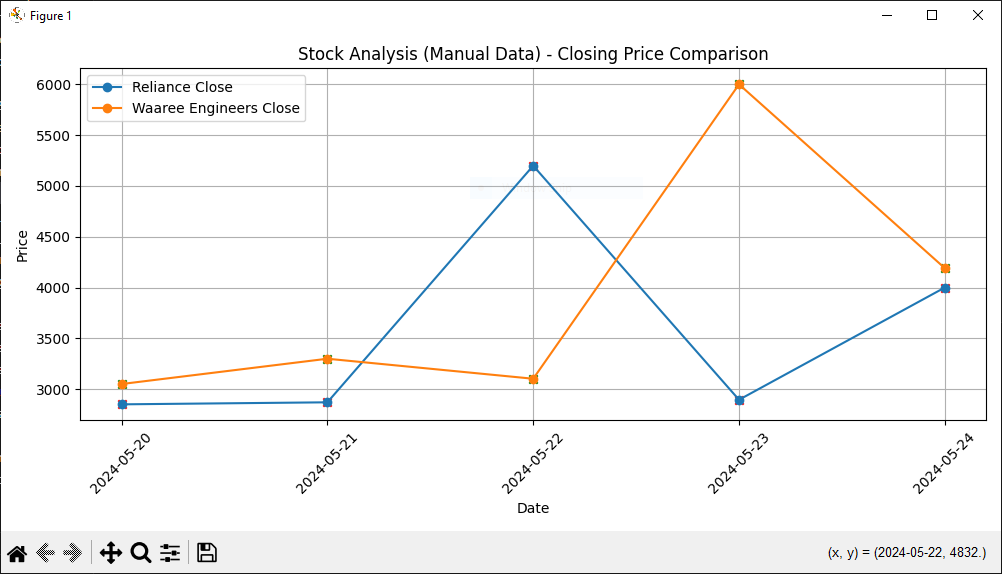 Figure 1
Stock Analysis (Manual Data) - Closing Price Comparison
Reliance Close
Waaree Engineers Close
6000
5500
5000
4500
4000
3500
3000
Price
2024-05-20
2024-05-21
2024-05-22
2024-05-23
2024-05-24
Date
(x, y) = (2024-05-22, 4832.)